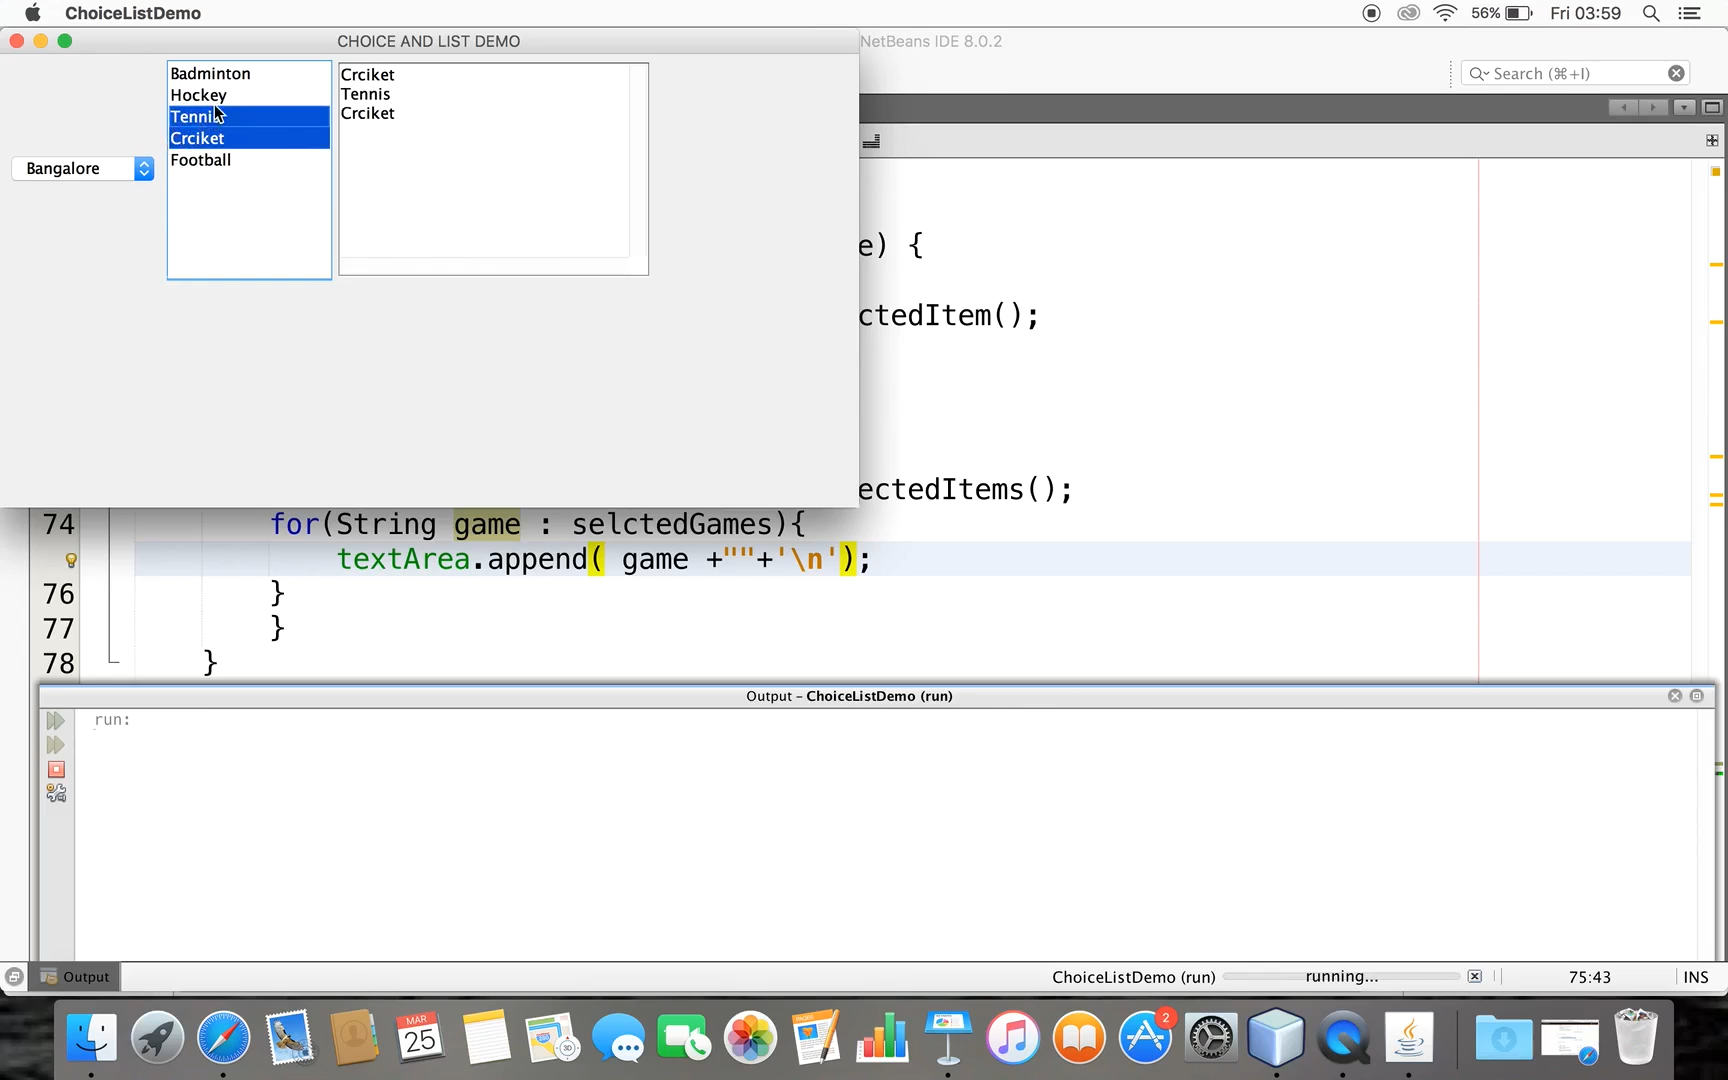 ChoiceListDemo
56%
Fri 03:59
CHOICE AND LIST DEMO
NetBeans IDE 8.0.2
Search (⌘+I)
Badminton
Hockey
Tennis
Crciket
Football
Bangalore
Crciket
Tennis
Crciket
e) {
ctedItem();
ectedItems();
74 for(String game : selctedGames){
textArea.append( game +""+'\n');
76 }
77 }
78 }
Output – ChoiceListDemo (run)
run:
Output
ChoiceListDemo (run)
running...
75:43
INS
MAR
25
PAGES
2